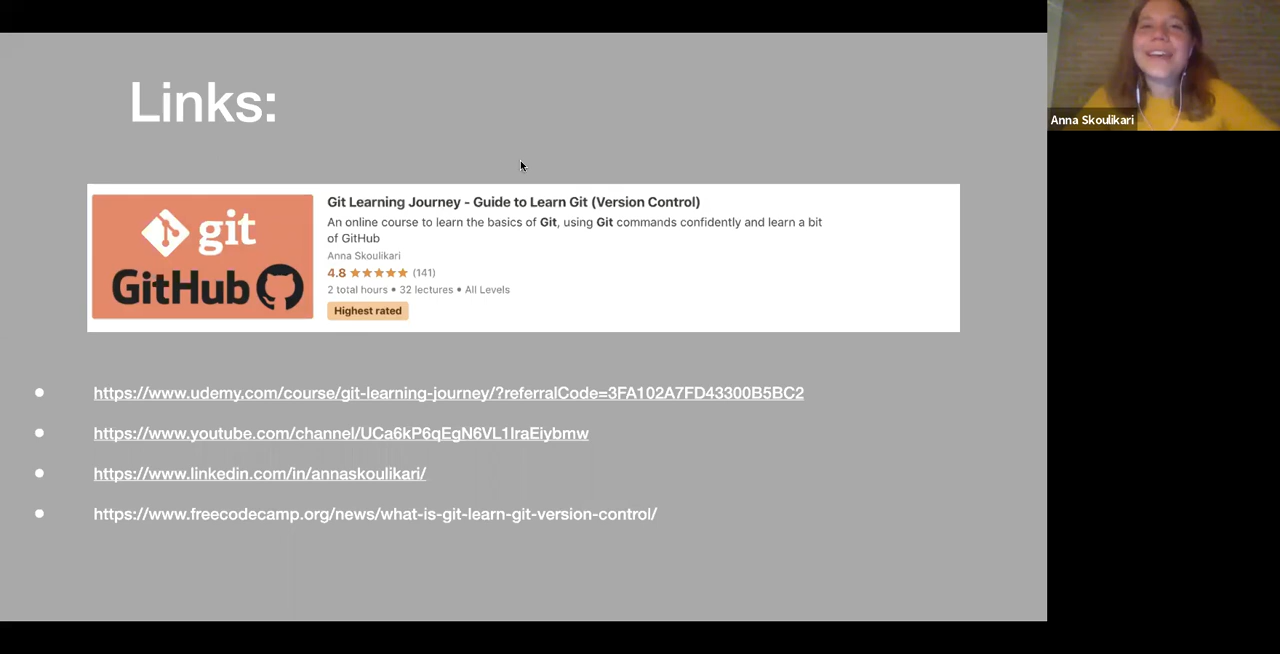 Links:
Anna Skoulikari
git
GitHub
Git Learning Journey - Guide to Learn Git (Version Control)
An online course to learn the basics of Git, using Git commands confidently and learn a bit
of GitHub
Anna Skoulikari
4.8 ★★★★★ (141)
2 total hours • 32 lectures • All Levels
Highest rated
• https://www.udemy.com/course/git-learning-journey/?referralCode=3FA102A7FD43300B5BC2
• https://www.youtube.com/channel/UCa6kP6qEgN6VL1IraEiybmw
• https://www.linkedin.com/in/annaskoulikari/
• https://www.freecodecamp.org/news/what-is-git-learn-git-version-control/